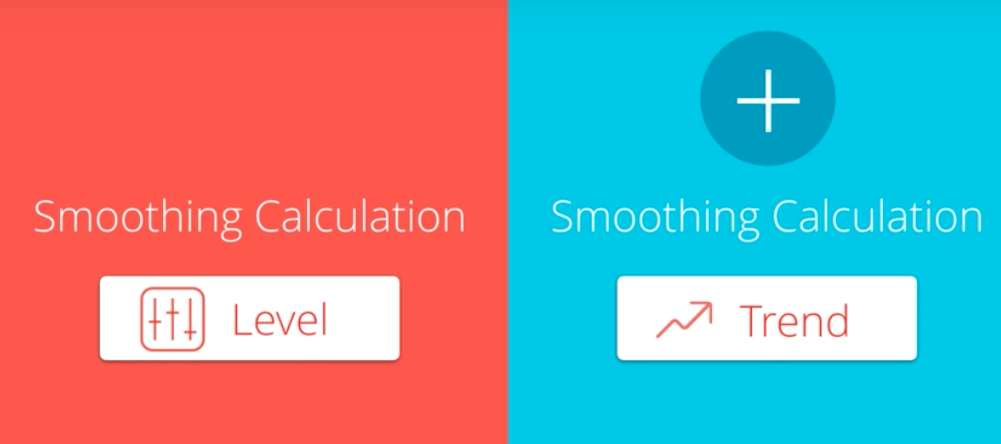 Smoothing Calculation
Level
Smoothing Calculation
Trend